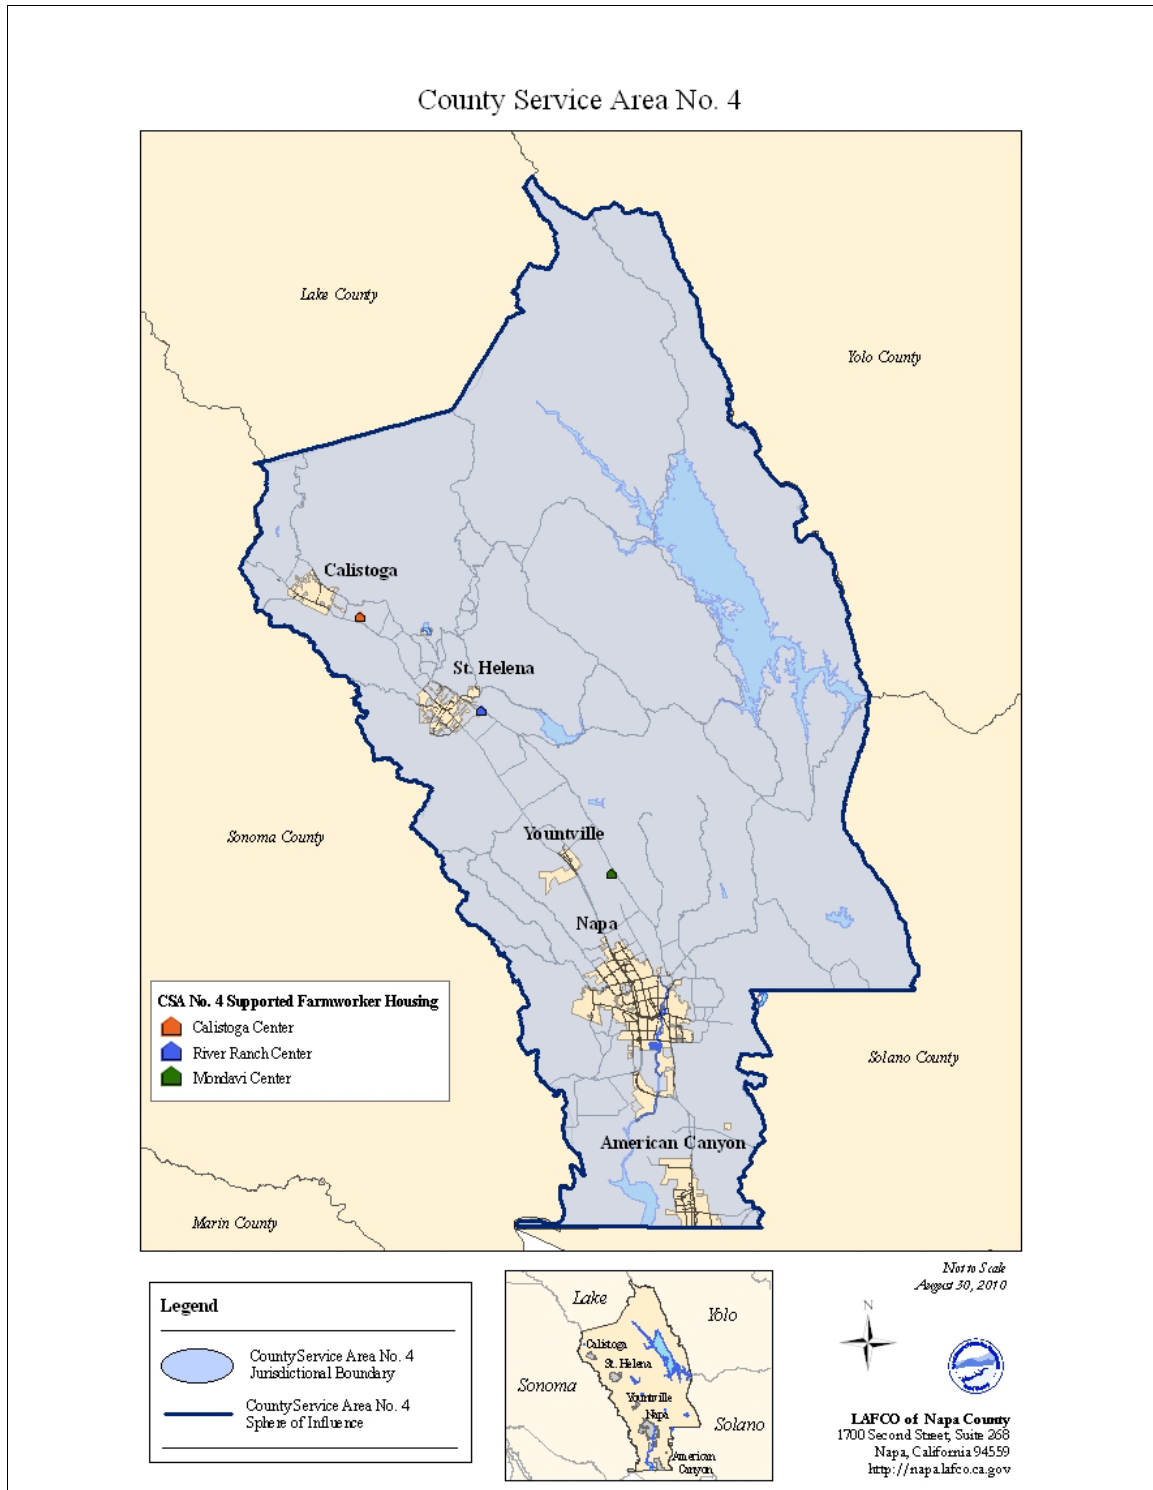 County Service Area No. 4
Lake County
Yolo County
Calistoga
St. Helena
Sonoma County
Yountville
Napa
CSA No. 4 Supported Farmworker Housing
Calistoga Center
River Ranch Center
Mondavi Center
Solano County
American Canyon
Marin County
Not to Scale
August 30, 2010
Legend
County Service Area No. 4
Jurisdictional Boundary
County Service Area No. 4
Sphere of Influence
Lake
Yolo
Calistoga
St. Helena
Sonoma
Yountville
Napa
Solano
American
Canyon
N
LAFCO of Napa County
1700 Second Street, Suite 268
Napa, California 94559
http://napa.lafco.ca.gov